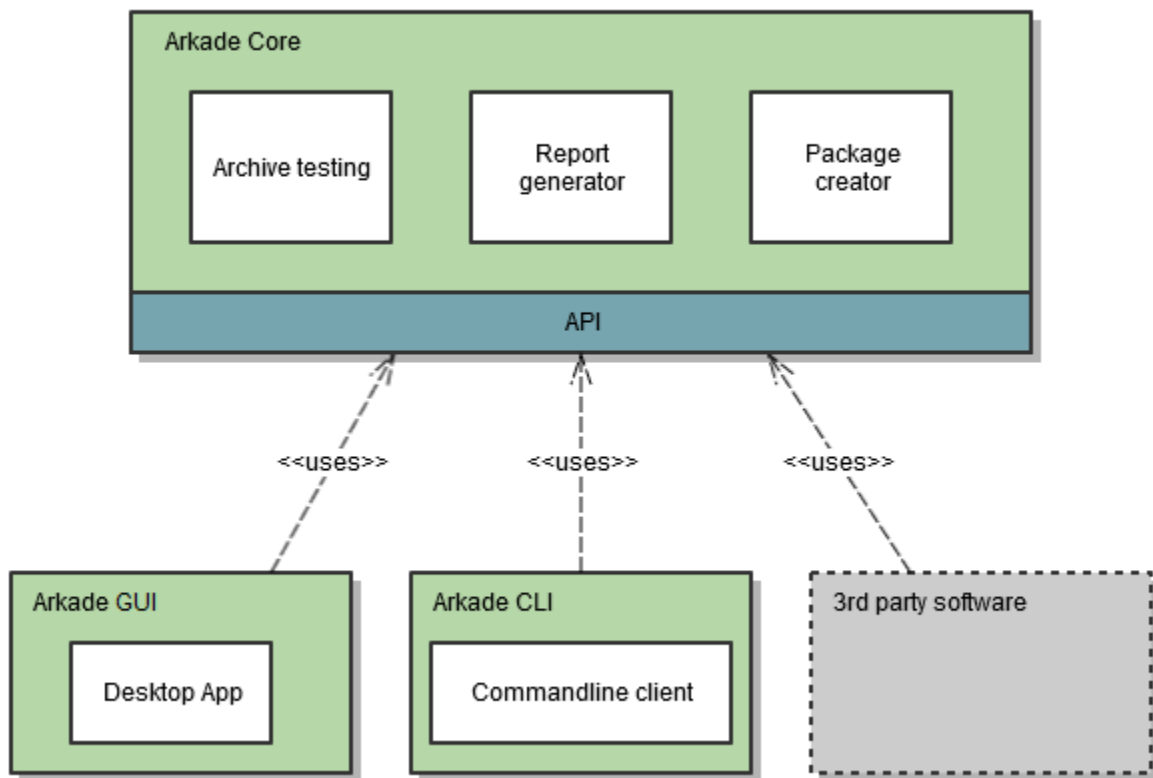 Arkade Core
Archive testing
Report
generator
Package
creator
API
<<uses>>
<<uses>>
<<uses>>
Arkade GUI
Desktop App
Arkade CLI
Commandline client
3rd party software